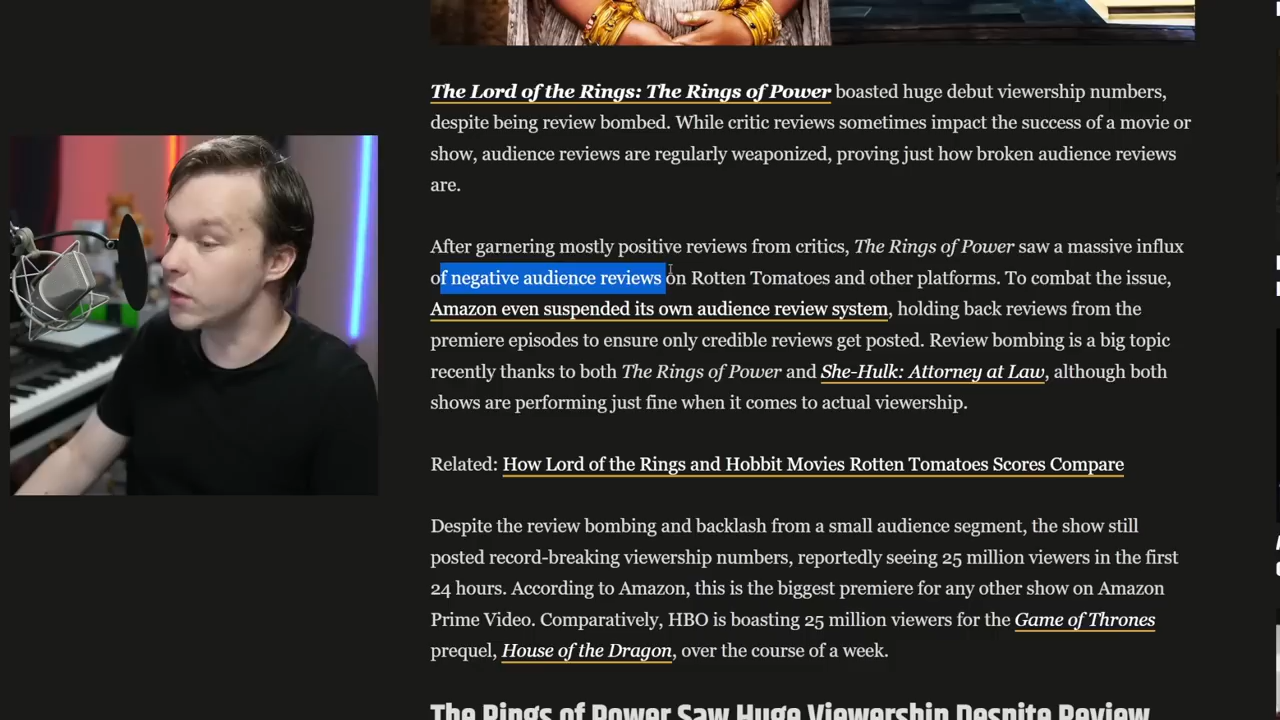 The Lord of the Rings: The Rings of Power boasted huge debut viewership numbers,
despite being review bombed. While critic reviews sometimes impact the success of a movie or
show, audience reviews are regularly weaponized, proving just how broken audience reviews
are.
After garnering mostly positive reviews from critics, The Rings of Power saw a massive influx
of negative audience reviews on Rotten Tomatoes and other platforms. To combat the issue,
Amazon even suspended its own audience review system, holding back reviews from the
premiere episodes to ensure only credible reviews get posted. Review bombing is a big topic
recently thanks to both The Rings of Power and She-Hulk: Attorney at Law, although both
shows are performing just fine when it comes to actual viewership.
Related: How Lord of the Rings and Hobbit Movies Rotten Tomatoes Scores Compare
Despite the review bombing and backlash from a small audience segment, the show still
posted record-breaking viewership numbers, reportedly seeing 25 million viewers in the first
24 hours. According to Amazon, this is the biggest premiere for any other show on Amazon
Prime Video. Comparatively, HBO is boasting 25 million viewers for the Game of Thrones
prequel, House of the Dragon, over the course of a week.
The Rings of Power Saw Huge Viewership Despite Review